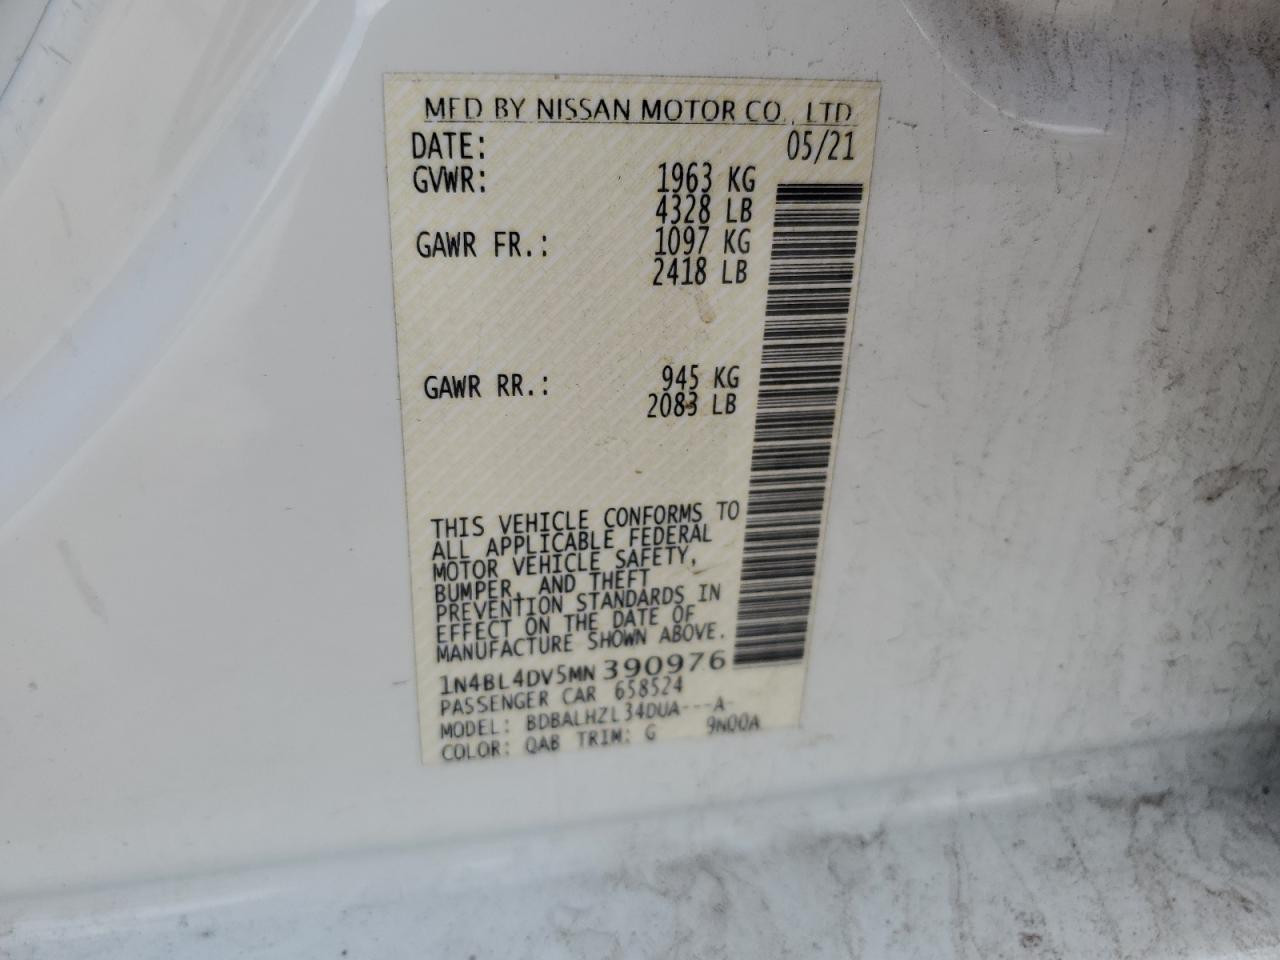 MFD BY NISSAN MOTOR CO., LTD
DATE: 05/21
GVWR: 1963 KG
4328 LB
GAWR FR.: 1097 KG
2418 LB
GAWR RR.: 945 KG
2083 LB
THIS VEHICLE CONFORMS TO
ALL APPLICABLE FEDERAL
MOTOR VEHICLE SAFETY,
BUMPER, AND THEFT
PREVENTION STANDARDS IN
EFFECT ON THE DATE OF
MANUFACTURE SHOWN ABOVE.
1N4BL4DV5MN390976
PASSENGER CAR 658524
MODEL: BDBALHZL34DUA---A-
COLOR: QAB TRIM: G 9N00A